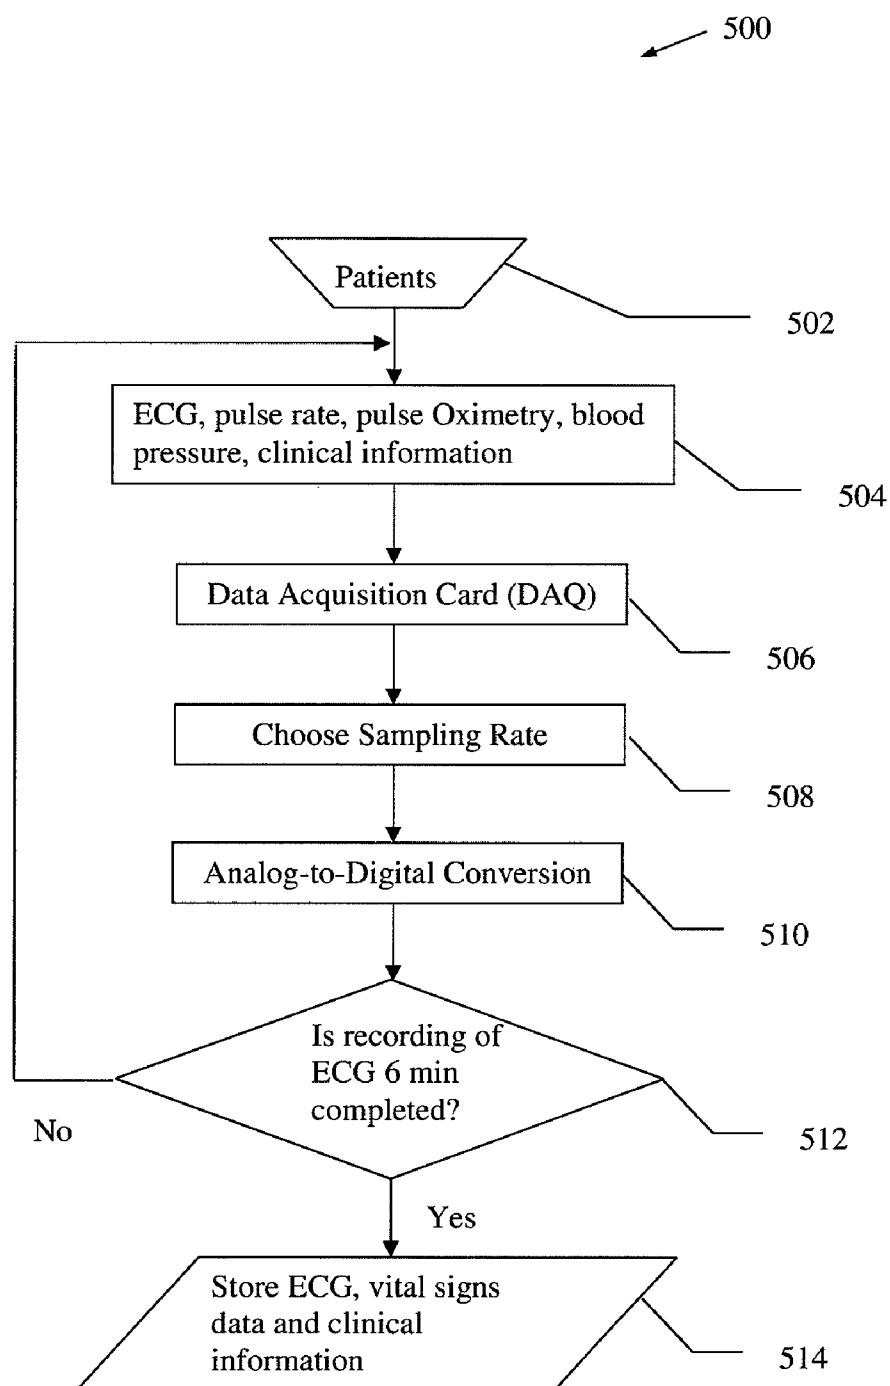 500
Patients
502
ECG, pulse rate, pulse Oximetry, blood
pressure, clinical information
504
Data Acquisition Card (DAQ)
506
Choose Sampling Rate
508
Analog-to-Digital Conversion
510
Is recording of
ECG 6 min
completed?
512
No
Yes
Store ECG, vital signs
data and clinical
information
514